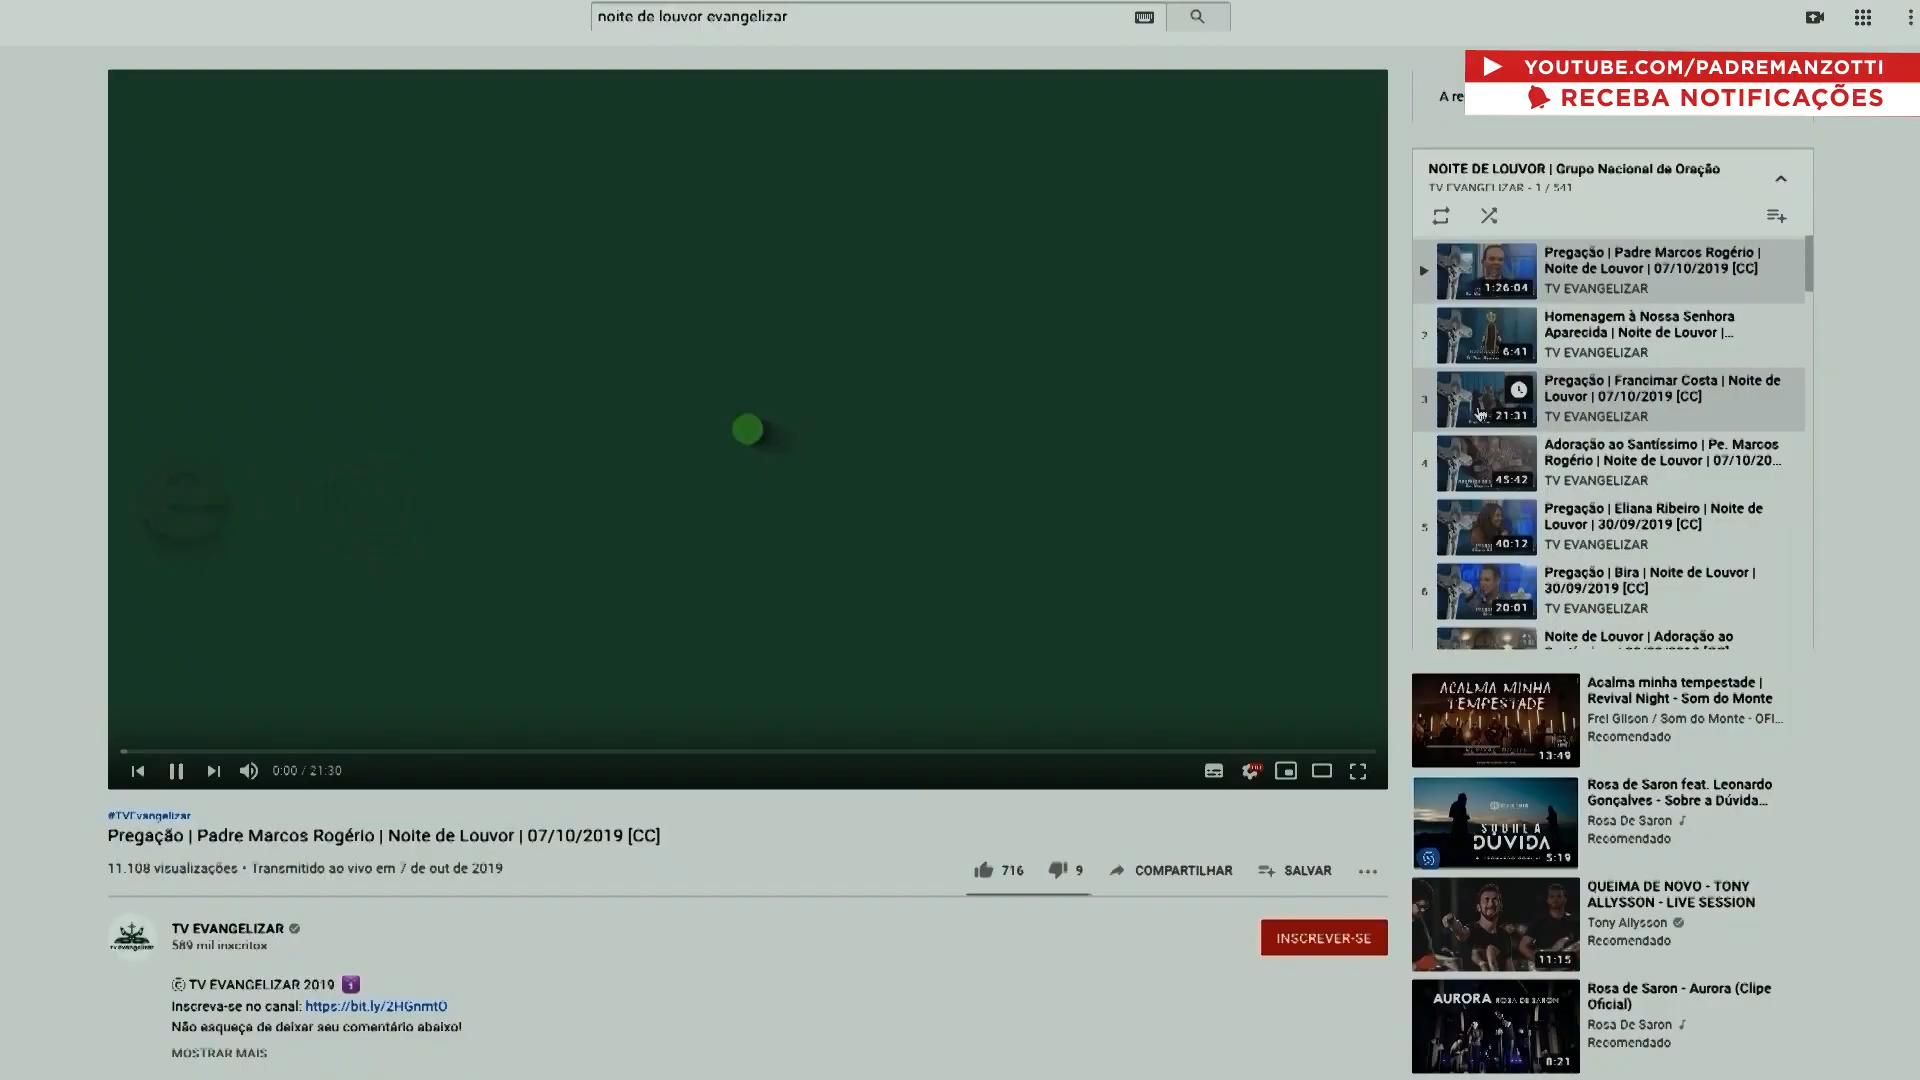 noite de louvor evangelizar
YOUTUBE.COM/PADREMANZOTTI
RECEBA NOTIFICAÇÕES
A re
NOITE DE LOUVOR | Grupo Nacional de Oração
TV EVANGELIZAR - 1 / 541
Pregação | Padre Marcos Rogério |
Noite de Louvor | 07/10/2019 [CC]
TV EVANGELIZAR
1:26:04
2
Homenagem à Nossa Senhora
Aparecida | Noite de Louvor |...
TV EVANGELIZAR
6:41
3
Pregação | Francimar Costa | Noite de
Louvor | 07/10/2019 [CC]
TV EVANGELIZAR
21:31
4
Adoração ao Santíssimo | Pe. Marcos
Rogério | Noite de Louvor | 07/10/20...
TV EVANGELIZAR
45:42
5
Pregação | Eliana Ribeiro | Noite de
Louvor | 30/09/2019 [CC]
TV EVANGELIZAR
40:12
6
Pregação | Bira | Noite de Louvor |
30/09/2019 [CC]
TV EVANGELIZAR
20:01
Noite de Louvor | Adoração ao
0:00 / 21:30
#TVEvangelizar
Pregação | Padre Marcos Rogério | Noite de Louvor | 07/10/2019 [CC]
11.108 visualizações • Transmitido ao vivo em 7 de out de 2019
716
9
COMPARTILHAR
SALVAR
TV EVANGELIZAR
589 mil inscritos
INSCREVER-SE
© TV EVANGELIZAR 2019
Inscreva-se no canal: https://bit.ly/2HGnmtO
Não esqueça de deixar seu comentário abaixo!
MOSTRAR MAIS
ACALMA MINHA
TEMPESTADE
13:49
Acalma minha tempestade |
Revival Night - Som do Monte
Frei Gilson / Som do Monte - OFI...
Recomendado
SOBRE A
DÚVIDA
5:19
Rosa de Saron feat. Leonardo
Gonçalves - Sobre a Dúvida...
Rosa De Saron
Recomendado
11:15
QUEIMA DE NOVO - TONY
ALLYSSON - LIVE SESSION
Tony Allysson
Recomendado
AURORA ROSA DE SARON
8:21
Rosa de Saron - Aurora (Clipe
Oficial)
Rosa De Saron
Recomendado